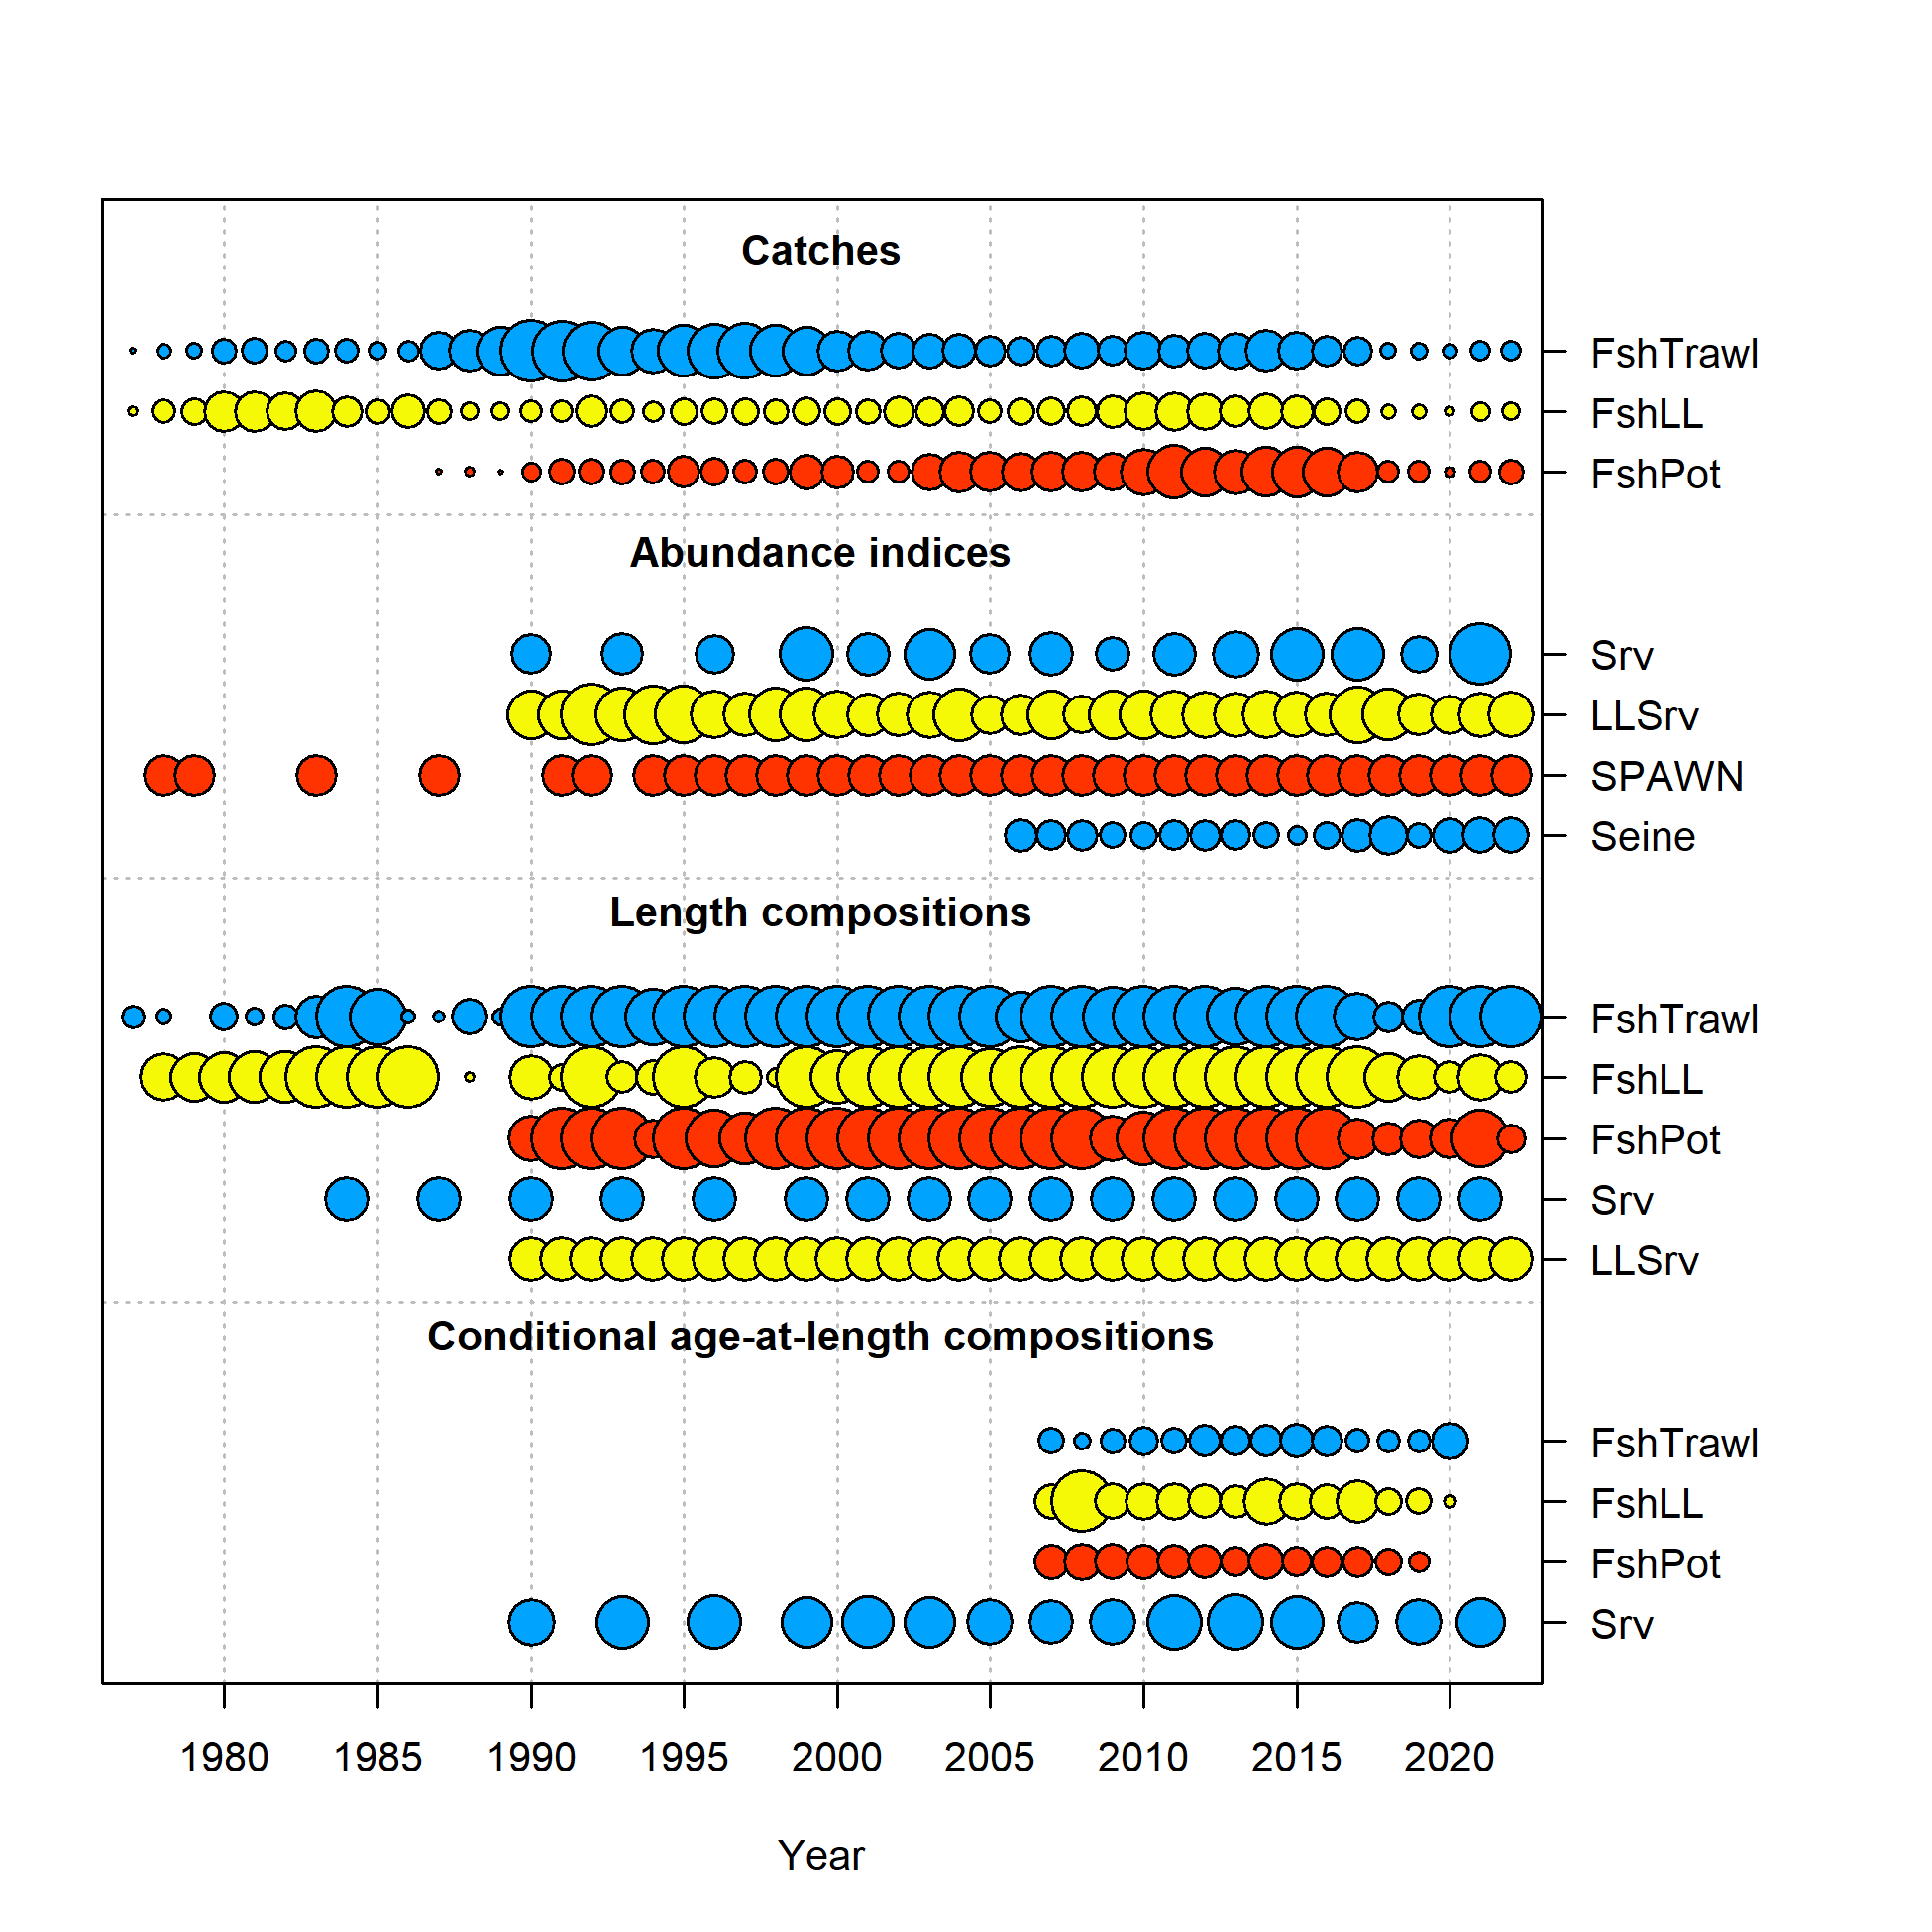 Catches
FshTrawl
FshLL
FshPot
Abundance indices
Srv
LLSrv
SPAWN
Seine
Length compositions
FshTrawl
FshLL
FshPot
Srv
LLSrv
Conditional age-at-length compositions
FshTrawl
FshLL
FshPot
Srv
1980 1985 1990 1995 2000 2005 2010 2015 2020
Year